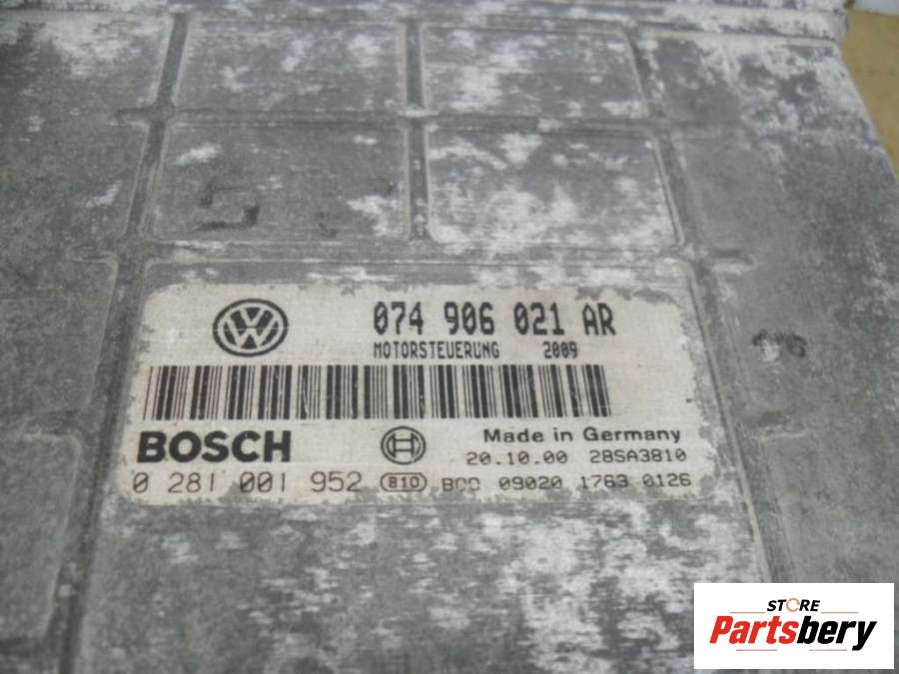 074 906 021 AR
MOTORSTEUERUNG 2009
BOSCH
Made in Germany
20.10.00 28SA3810
0 281 001 952 810 09020 1763 0126
STORE
Partsbery